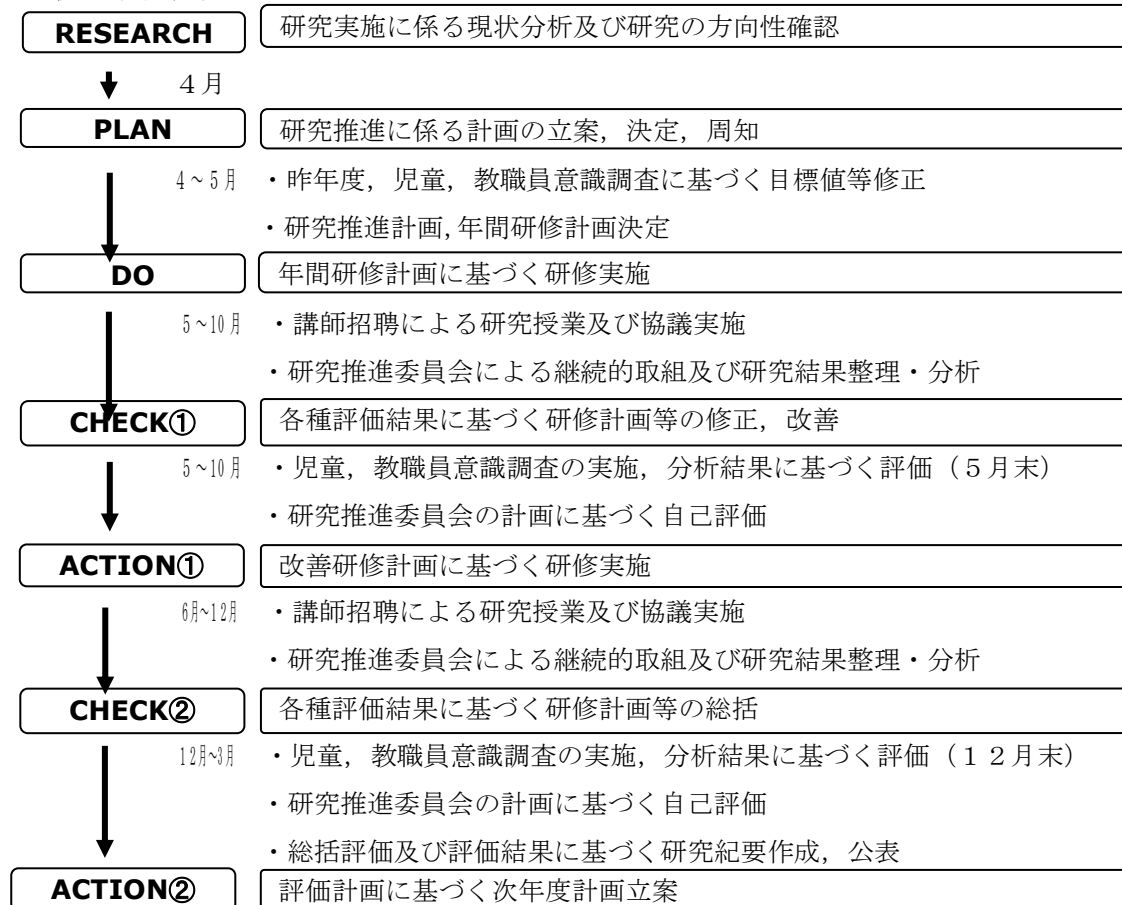 RESEARCH 研究実施に係る現状分析及び研究の方向性確認
４月
PLAN 研究推進に係る計画の立案，決定，周知
4～5月 ・昨年度，児童，教職員意識調査に基づく目標値等修正
・研究推進計画,年間研修計画決定
DO 年間研修計画に基づく研修実施
5~10月 ・講師招聘による研究授業及び協議実施
・研究推進委員会による継続的取組及び研究結果整理・分析
CHECK① 各種評価結果に基づく研修計画等の修正，改善
5~10月 ・児童，教職員意識調査の実施，分析結果に基づく評価（５月末）
・研究推進委員会の計画に基づく自己評価
ACTION① 改善研修計画に基づく研修実施
6月~12月 ・講師招聘による研究授業及び協議実施
・研究推進委員会による継続的取組及び研究結果整理・分析
CHECK② 各種評価結果に基づく研修計画等の総括
12月~3月 ・児童，教職員意識調査の実施，分析結果に基づく評価（１２月末）
・研究推進委員会の計画に基づく自己評価
・総括評価及び評価結果に基づく研究紀要作成，公表
ACTION② 評価計画に基づく次年度計画立案